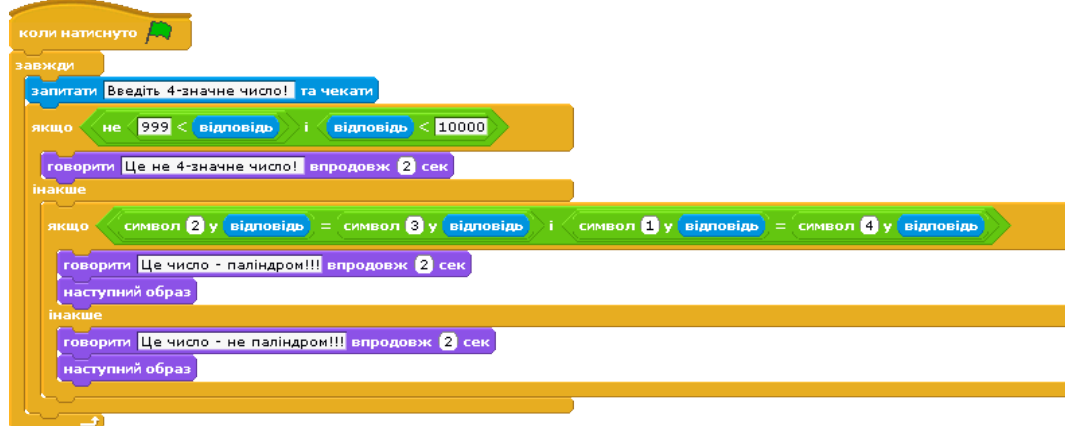 коли натиснуто
завжди
запитати Введіть 4-значне число! та чекати
якщо не 999 < відповідь і відповідь < 10000
говорити Це не 4-значне число! впродовж 2 сек
інакше
якщо символ 2 у відповідь = символ 3 у відповідь і символ 1 у відповідь = символ 4 у відповідь
говорити Це число - паліндром!!! впродовж 2 сек
наступний образ
інакше
говорити Це число - не паліндром!!! впродовж 2 сек
наступний образ